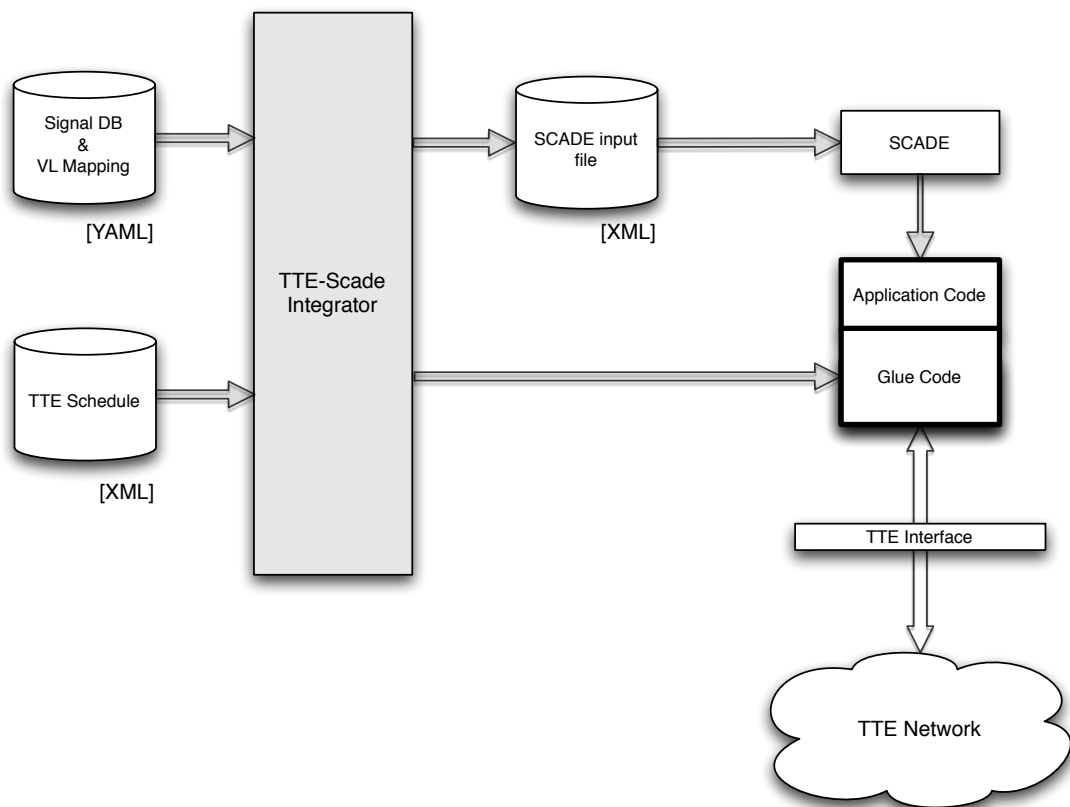 Signal DB
&
VL Mapping
[YAML]
TTE Schedule
[XML]
TTE-Scade
Integrator
SCADE input
file
[XML]
SCADE
Application Code
Glue Code
TTE Interface
TTE Network